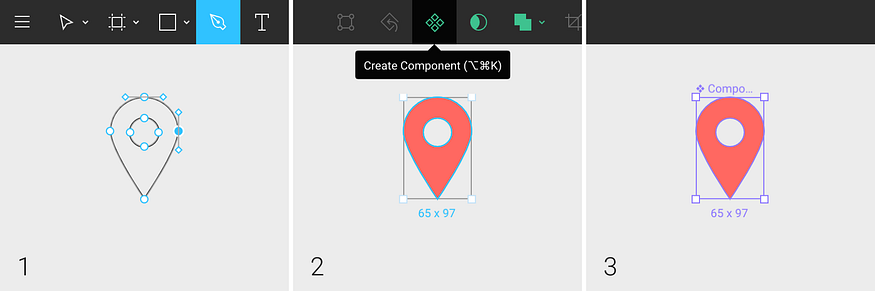 T
Create Component (⌥⌘K)
Compo...
65 x 97
65 x 97
1
2
3